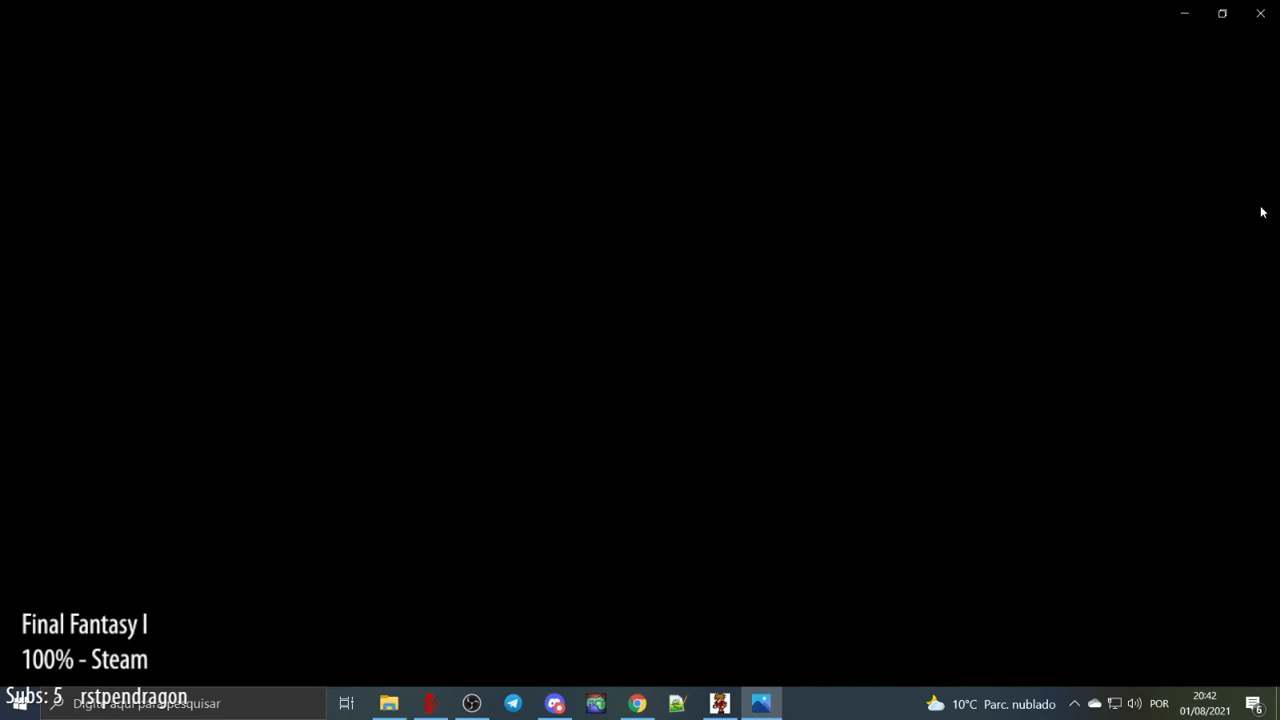 Final Fantasy I
100% - Steam
Subs: 5 rstpendragon
Digite aqui para pesquisar
10°C Parc. nublado
POR
20:42
01/08/2021
6